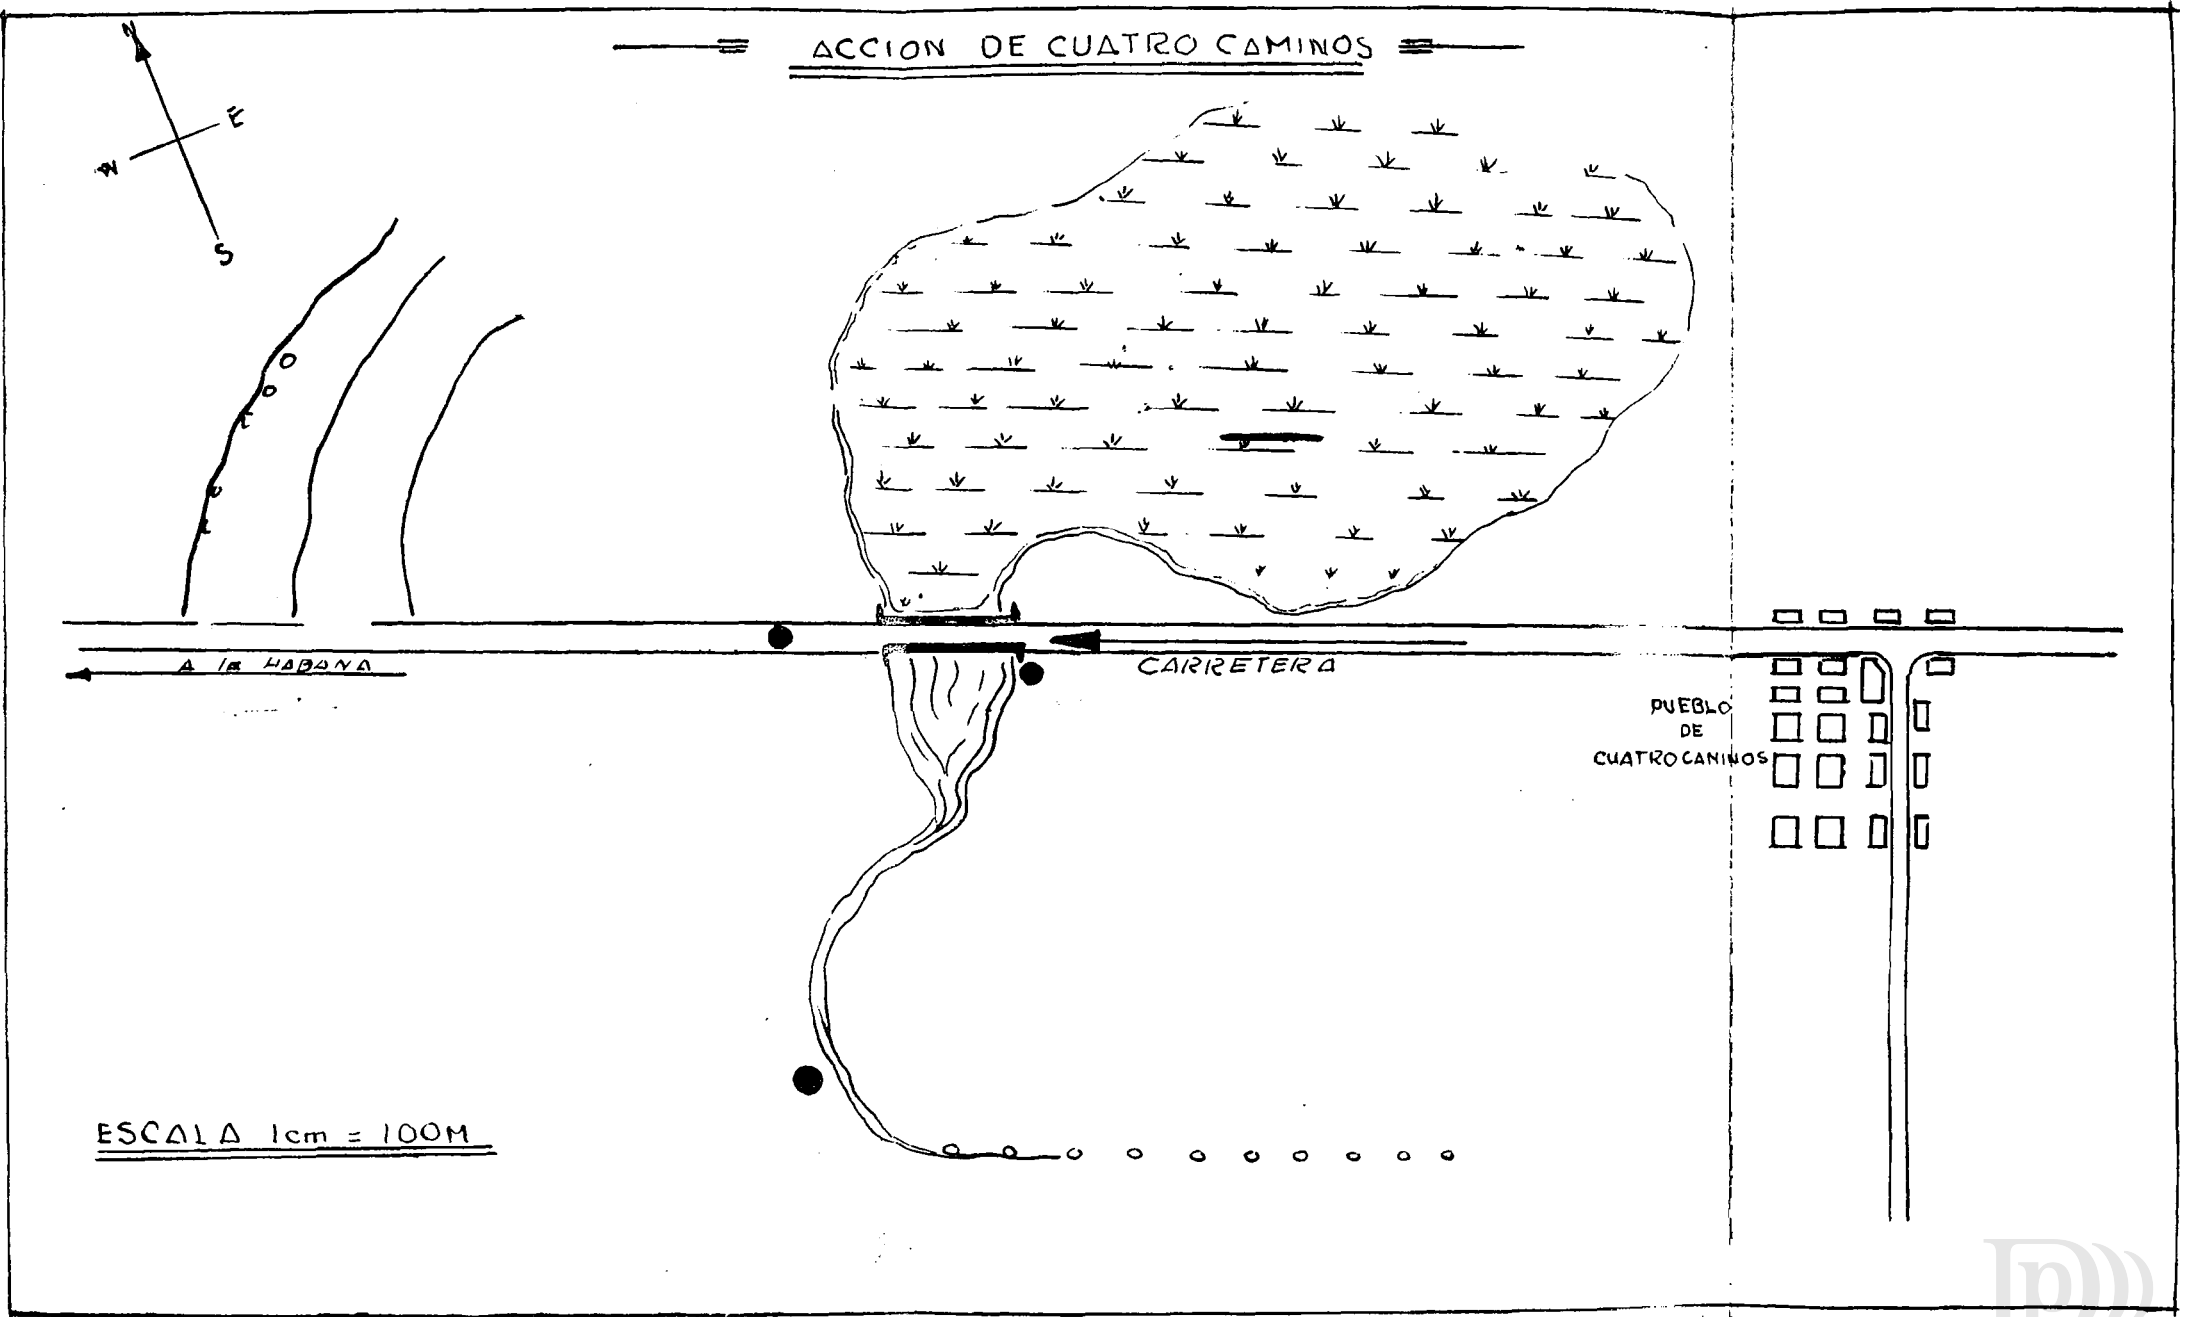 ACCION DE CUATRO CAMINOS
N
E
W
S
A la HABANA
CARRETERA
PUEBLO
DE
CUATRO CAMINOS
ESCALA 1cm = 100M